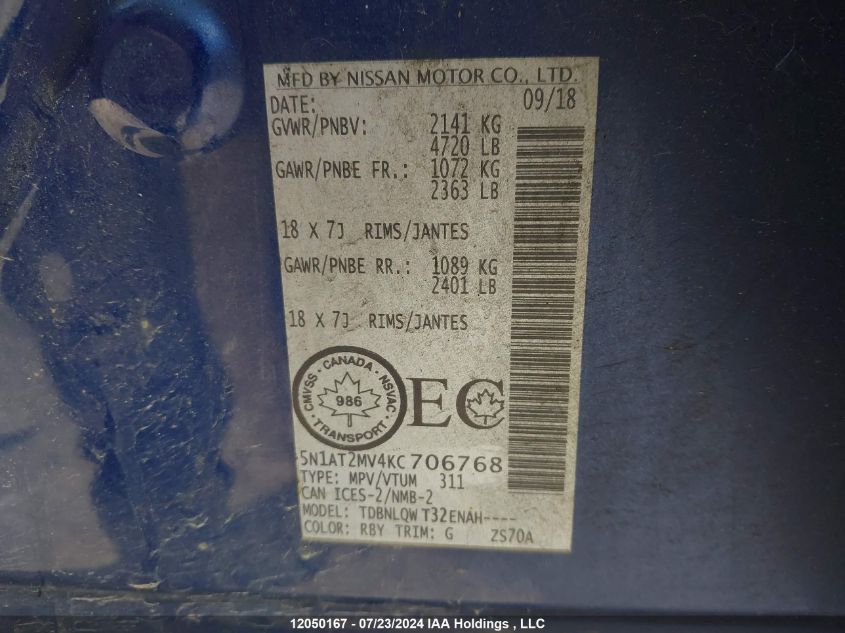 MFD BY NISSAN MOTOR CO., LTD.
DATE: 09/18
GVWR/PNBV: 2141 KG
4720 LB
GAWR/PNBE FR.: 1072 KG
2363 LB
18 X 7J RIMS/JANTES
GAWR/PNBE RR.: 1089 KG
2401 LB
18 X 7J RIMS/JANTES
CMVSS · CANADA · NSVAC
986
TRANSPORT
EC
5N1AT2MV4KC706768
TYPE: MPV/VTUM 311
CAN ICES-2/NMB-2
MODEL: TDBNLQW T32ENAH----
COLOR: RBY TRIM: G ZS70A
12050167 - 07/23/2024 IAA Holdings , LLC